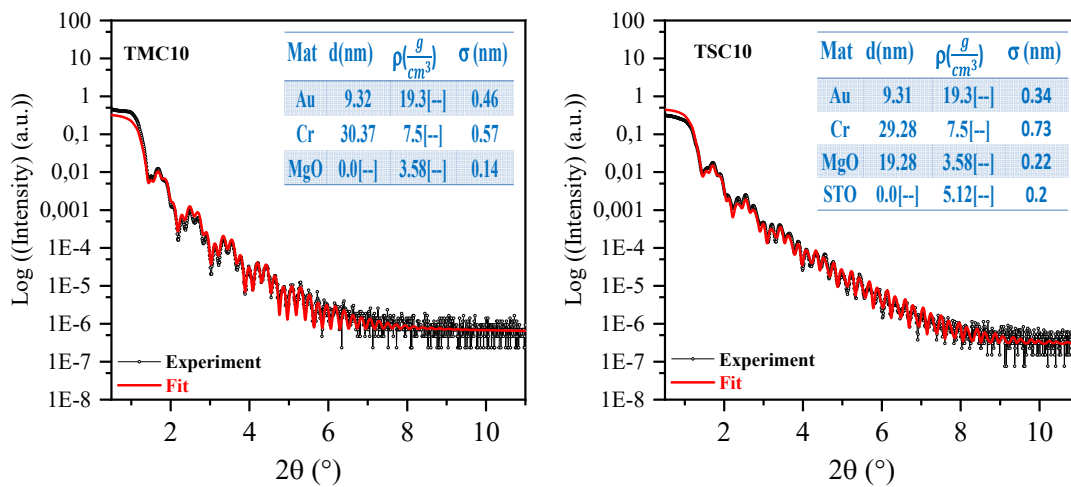 TMC10
Mat d(nm) ρ(g/cm³) σ (nm)
Au 9.32 19.3[--] 0.46
Cr 30.37 7.5[--] 0.57
MgO 0.0[--] 3.58[--] 0.14
100
10
1
0,1
0,01
0,001
1E-4
1E-5
1E-6
1E-7
1E-8
Log ((Intensity) (a.u.))
Experiment
Fit
2 4 6 8 10
2θ (°)
TSC10
Mat d(nm) ρ(g/cm³) σ (nm)
Au 9.31 19.3[--] 0.34
Cr 29.28 7.5[--] 0.73
MgO 19.28 3.58[--] 0.22
STO 0.0[--] 5.12[--] 0.2
100
10
1
0,1
0,01
0,001
1E-4
1E-5
1E-6
1E-7
1E-8
Log ((Intensity) (a.u.))
Experiment
Fit
2 4 6 8 10
2θ (°)